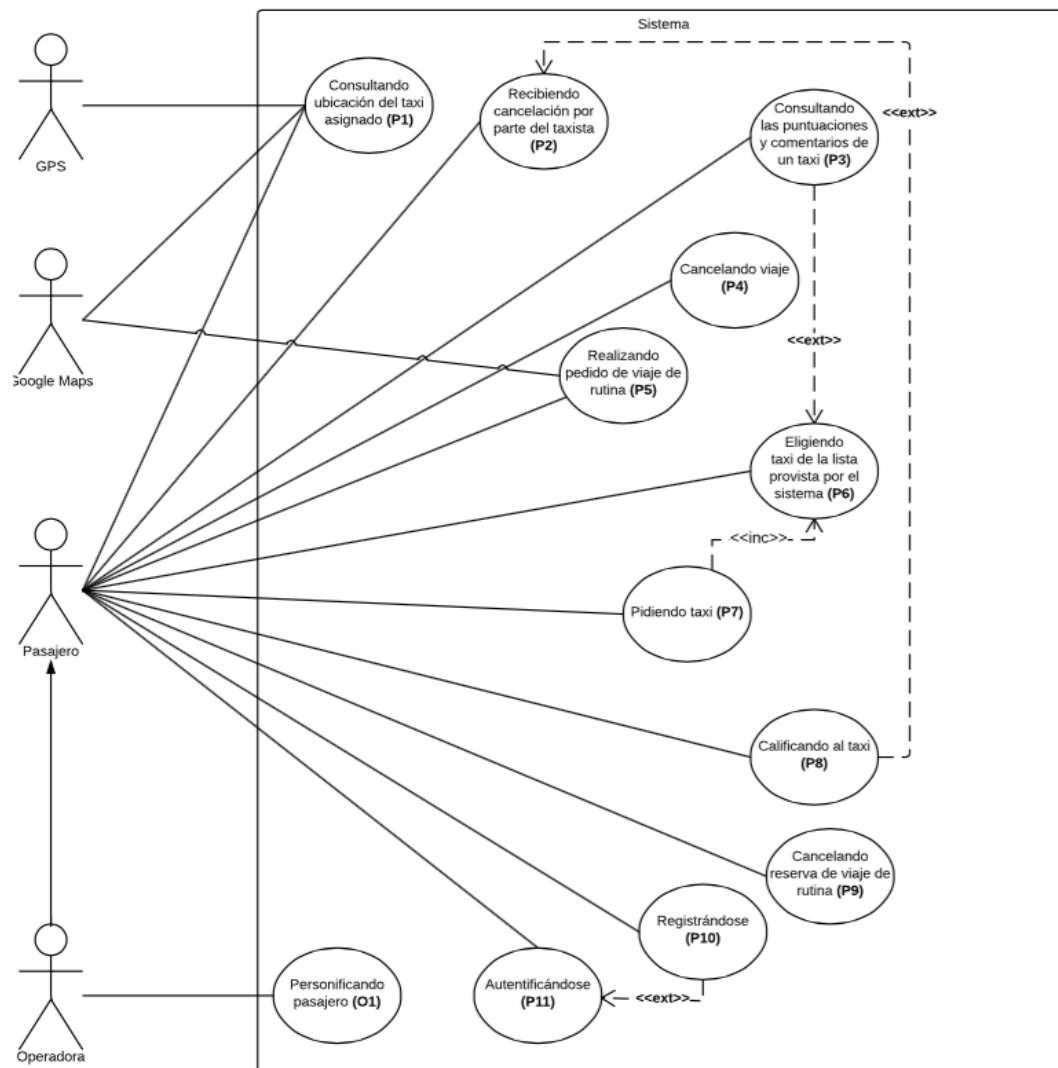 Sistema
Consultando
ubicación del taxi
asignado (P1)
Recibiendo
cancelación por
parte del taxista
(P2)
Consultando
las puntuaciones
y comentarios de
un taxi (P3)
<<ext>>
GPS
Cancelando viaje
(P4)
<<ext>>
Realizando
pedido de viaje de
rutina (P5)
Google Maps
Eligiendo
taxi de la lista
provista por el
sistema (P6)
<<inc>>
Pidiendo taxi (P7)
Pasajero
Calificando al taxi
(P8)
Cancelando
reserva de viaje de
rutina (P9)
Registrándose
(P10)
Personificando
pasajero (O1)
Autentificándose
(P11)
<<ext>>
Operadora